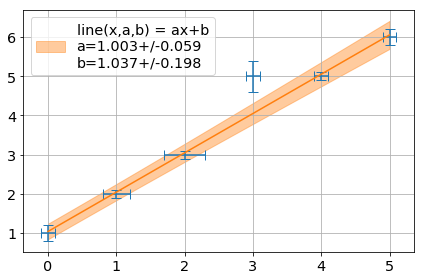 line(x,a,b) = ax+b
a=1.003+/-0.059
b=1.037+/-0.198
6
5
4
3
2
1
0 1 2 3 4 5